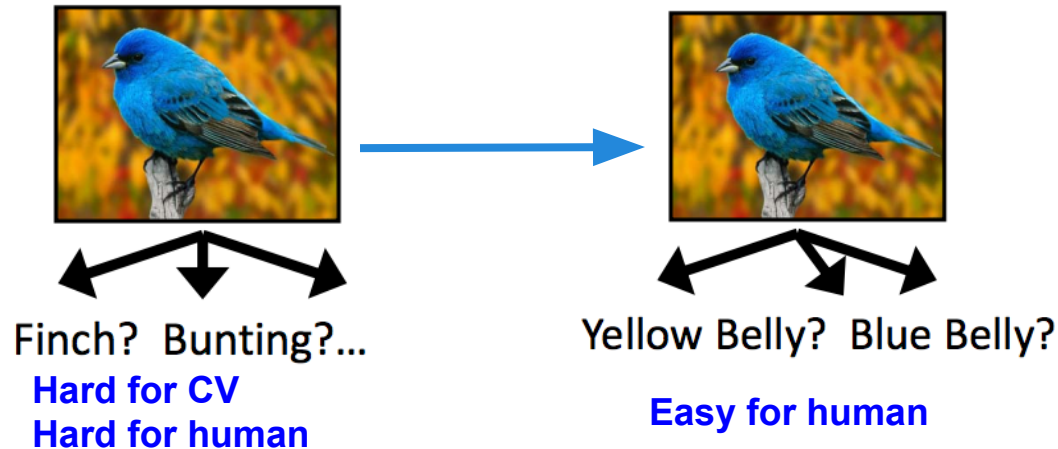 Finch? Bunting?...
Hard for CV
Hard for human
Yellow Belly? Blue Belly?
Easy for human